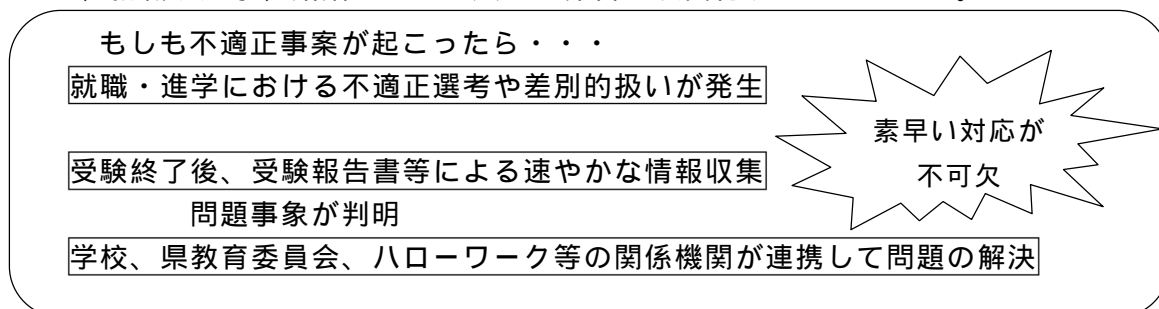 もしも不適正事案が起こったら・・・
就職・進学における不適正選考や差別的扱いが発生
素早い対応が
不可欠
受験終了後、受験報告書等による速やかな情報収集
問題事象が判明
学校、県教育委員会、ハローワーク等の関係機関が連携して問題の解決